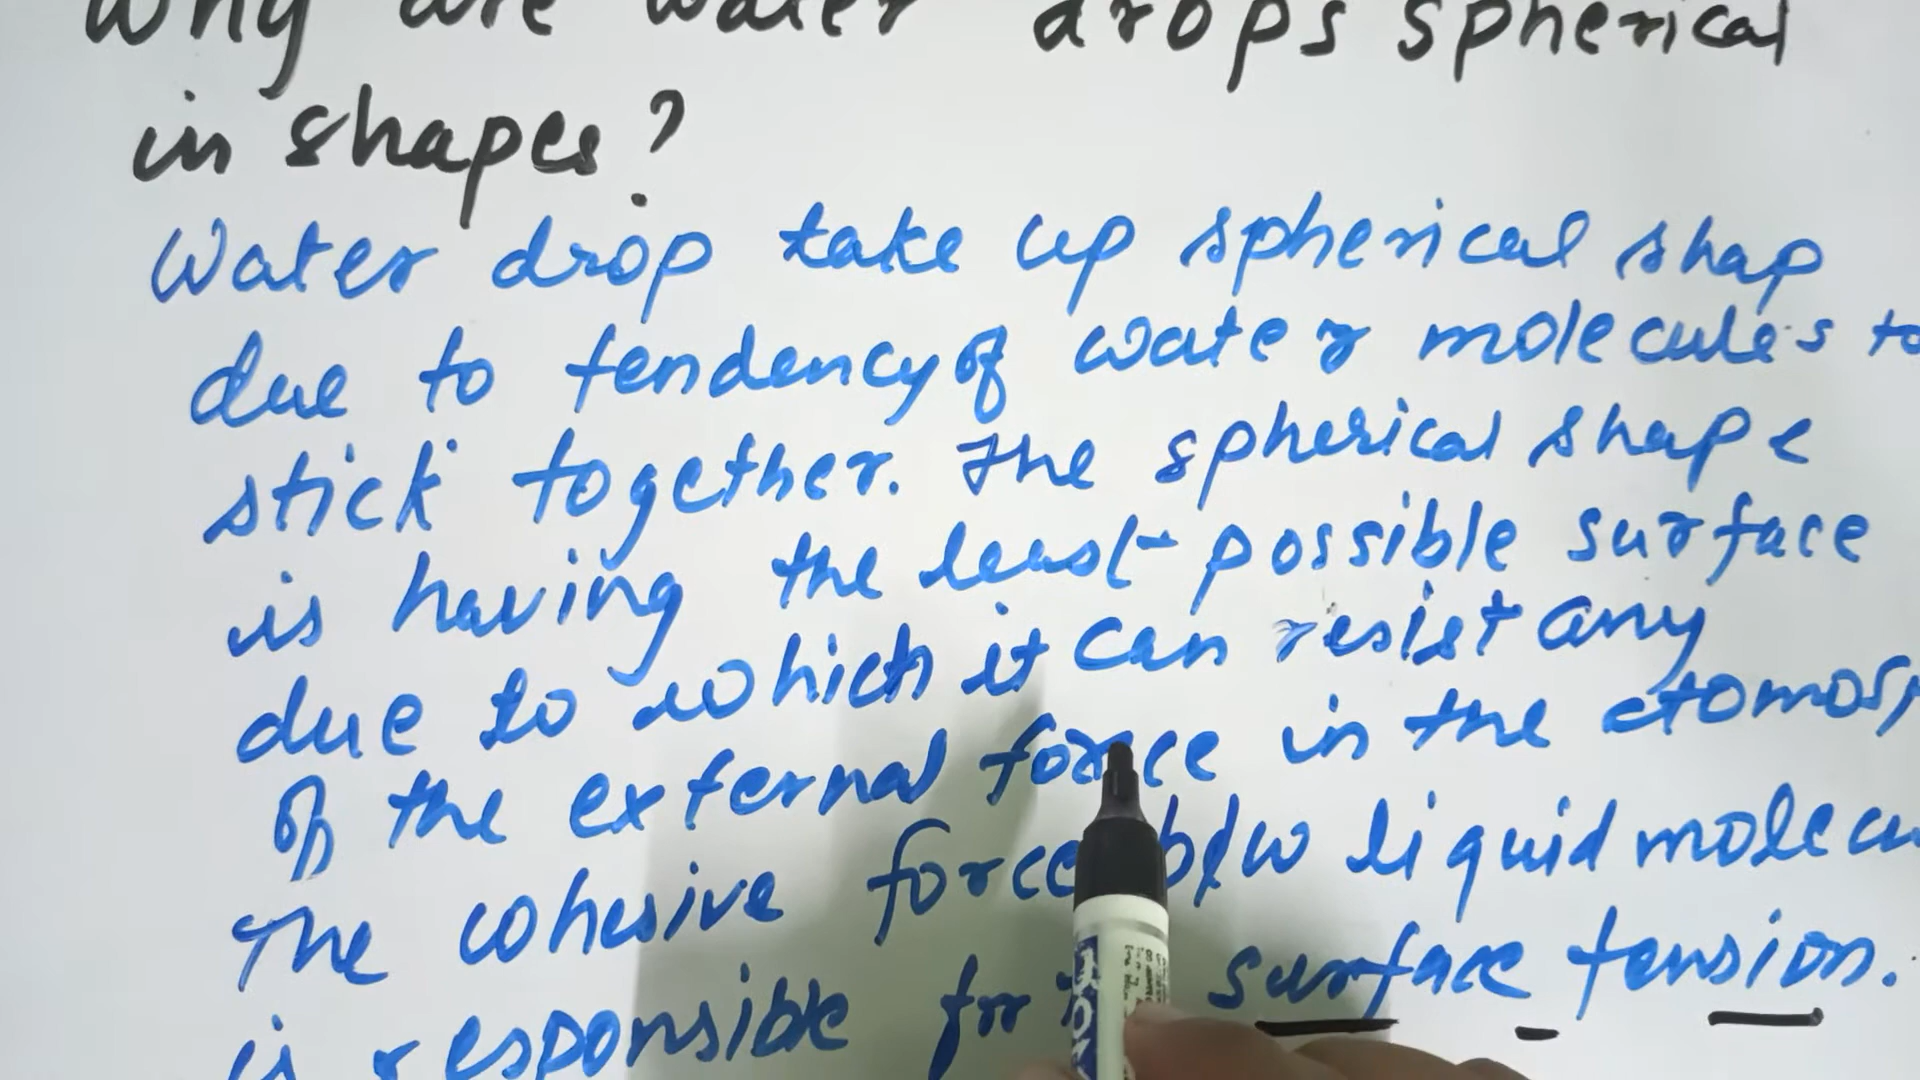 Why are water drops spherical
in shapes?
Water drop take up spherical shap
due to tendency of water molecules to
stick together. The spherical shape
is having the least possible surface
due to which it can resist any
of the external force in the atomosp
The cohesive force b/w liquid molecu
is responsible for surface tension.